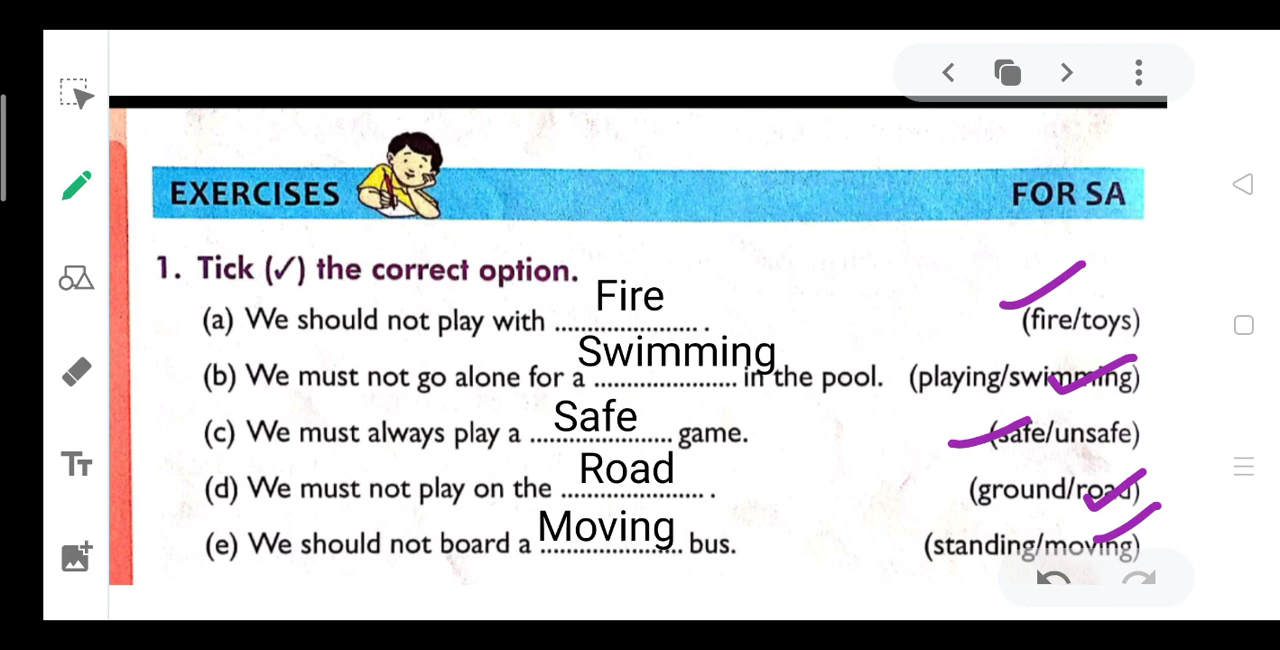 EXERCISES FOR SA
1. Tick (✓) the correct option.
Fire
(a) We should not play with ..................... . (fire/toys)
Swimming
(b) We must not go alone for a ..................... in the pool. (playing/swimming)
Safe
(c) We must always play a ..................... game. (safe/unsafe)
Road
(d) We must not play on the ..................... . (ground/road)
Moving
(e) We should not board a ..................... bus. (standing/moving)
Tт